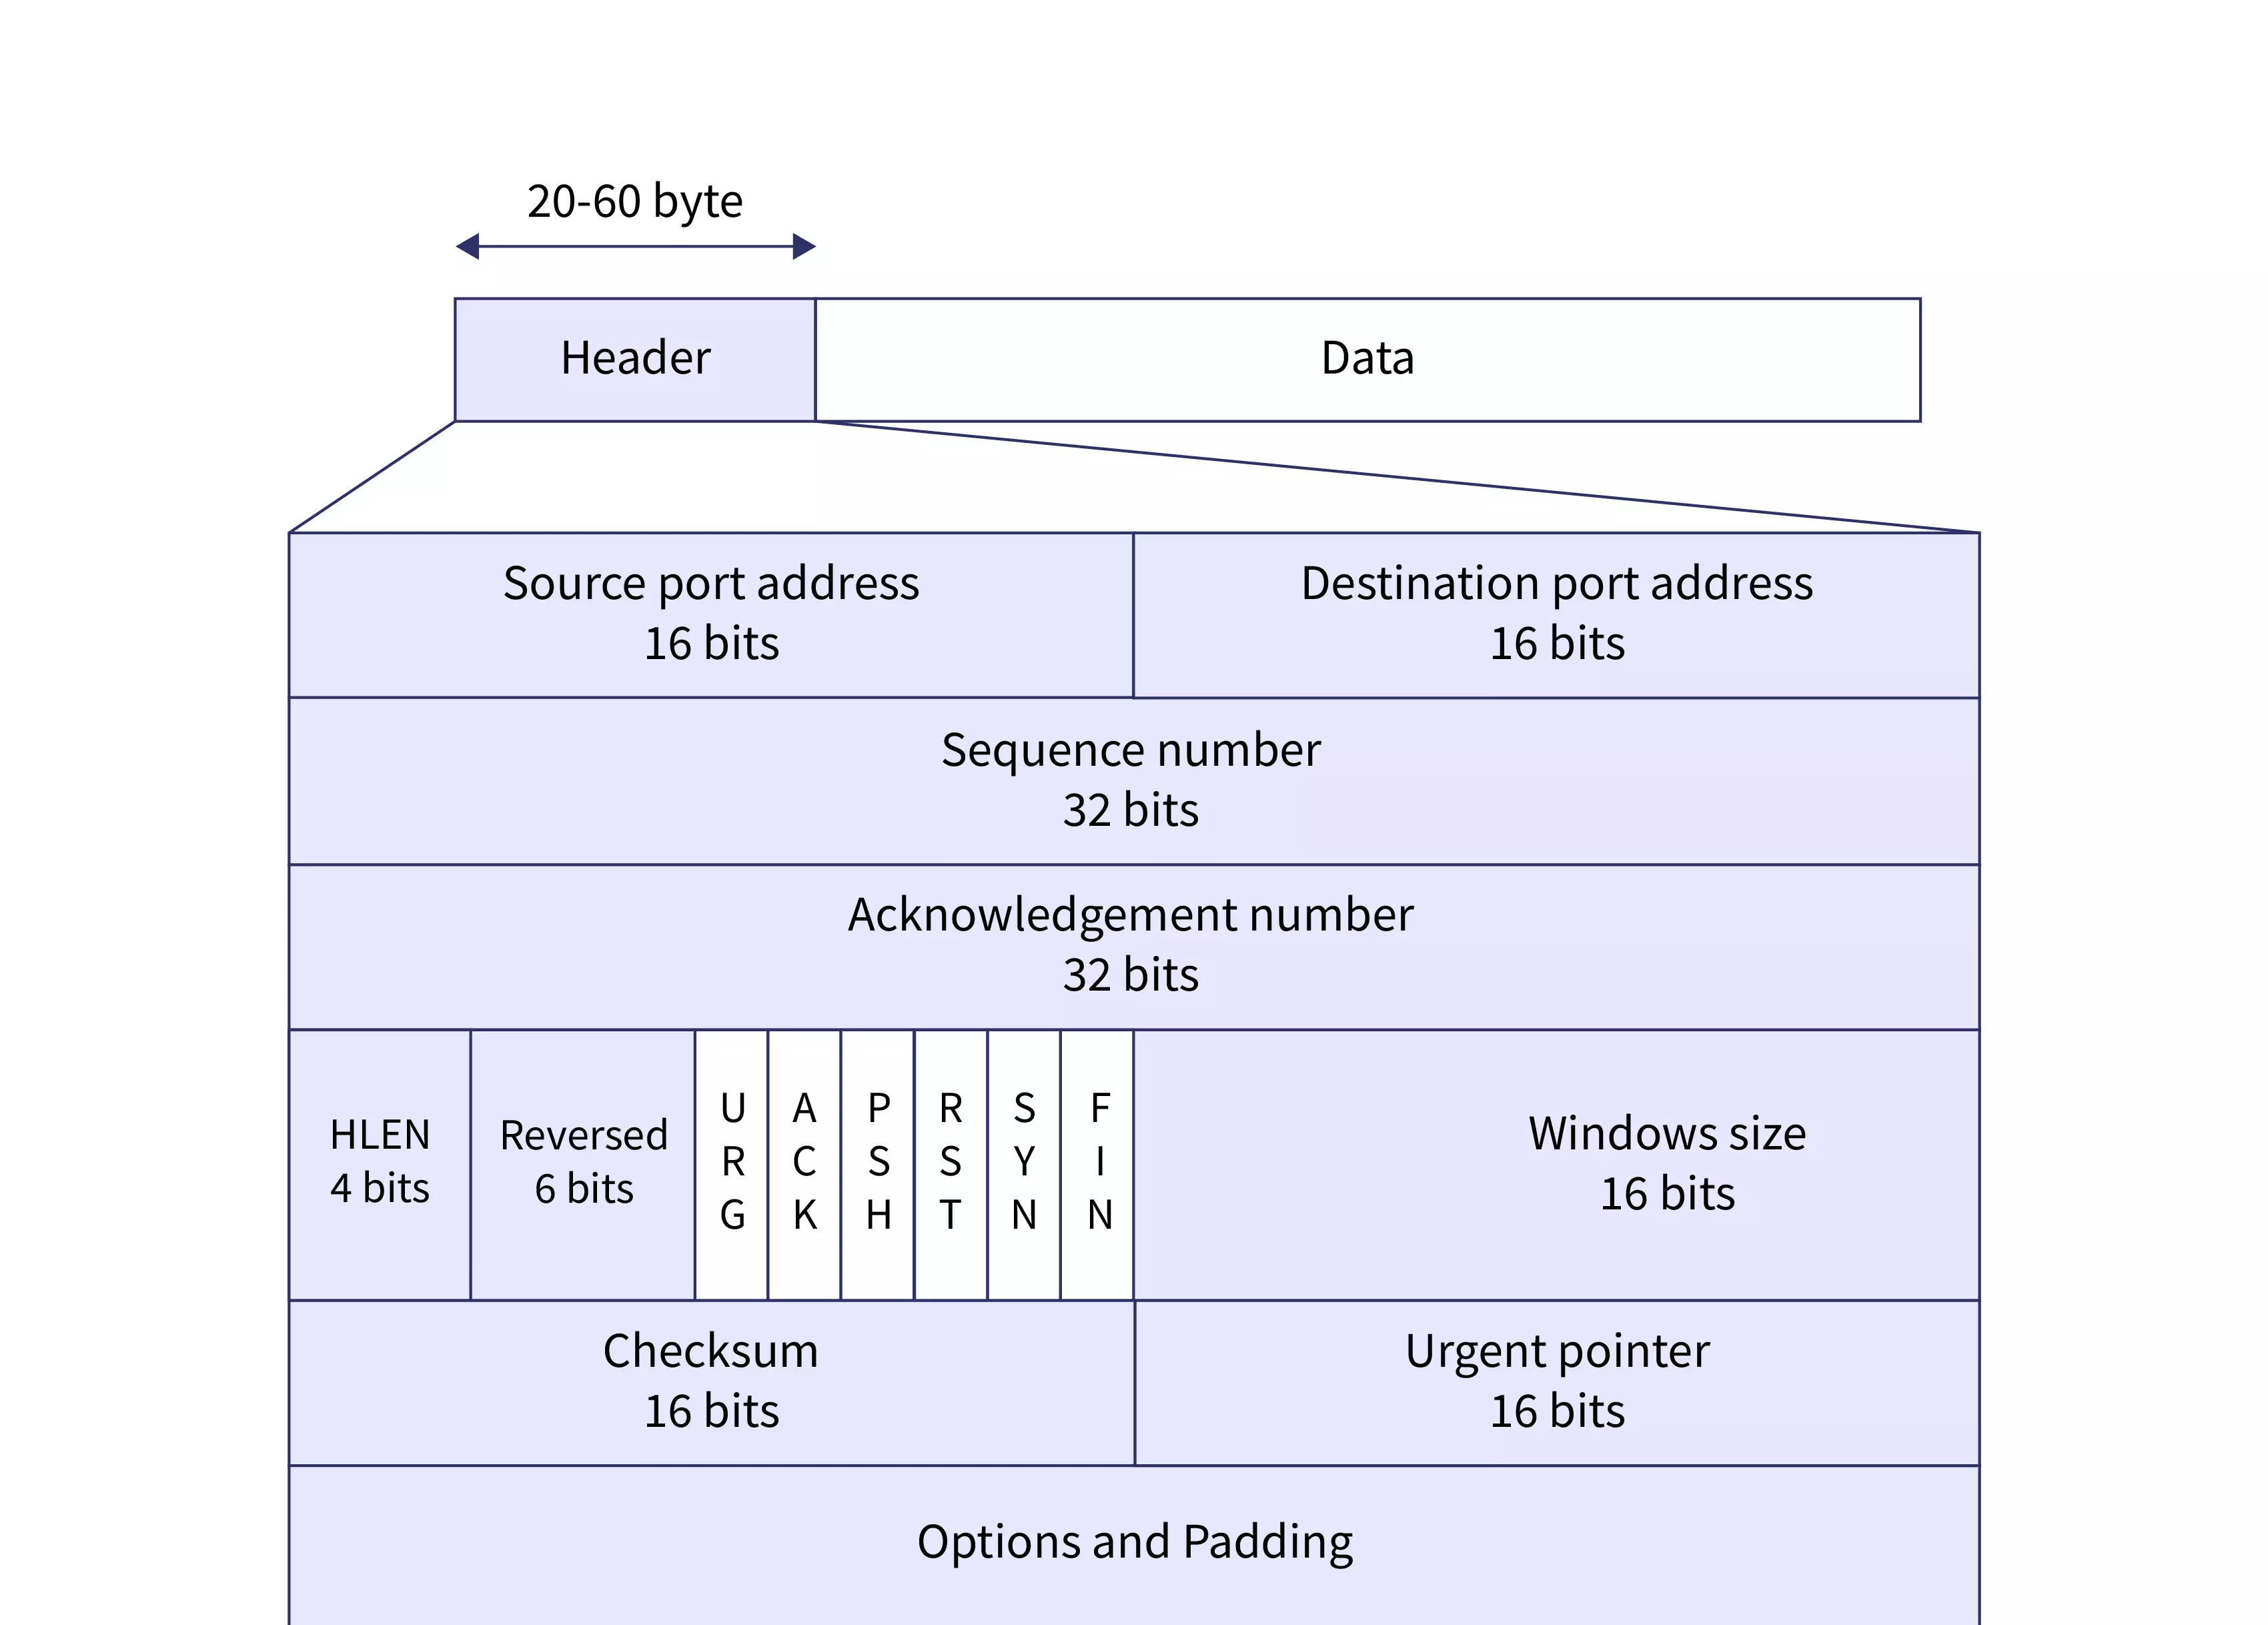 20-60 byte
Header
Data
Source port address
16 bits
Destination port address
16 bits
Sequence number
32 bits
Acknowledgement number
32 bits
HLEN
4 bits
Reversed
6 bits
URG
ACK
PSH
RST
SYN
FIN
Windows size
16 bits
Checksum
16 bits
Urgent pointer
16 bits
Options and Padding